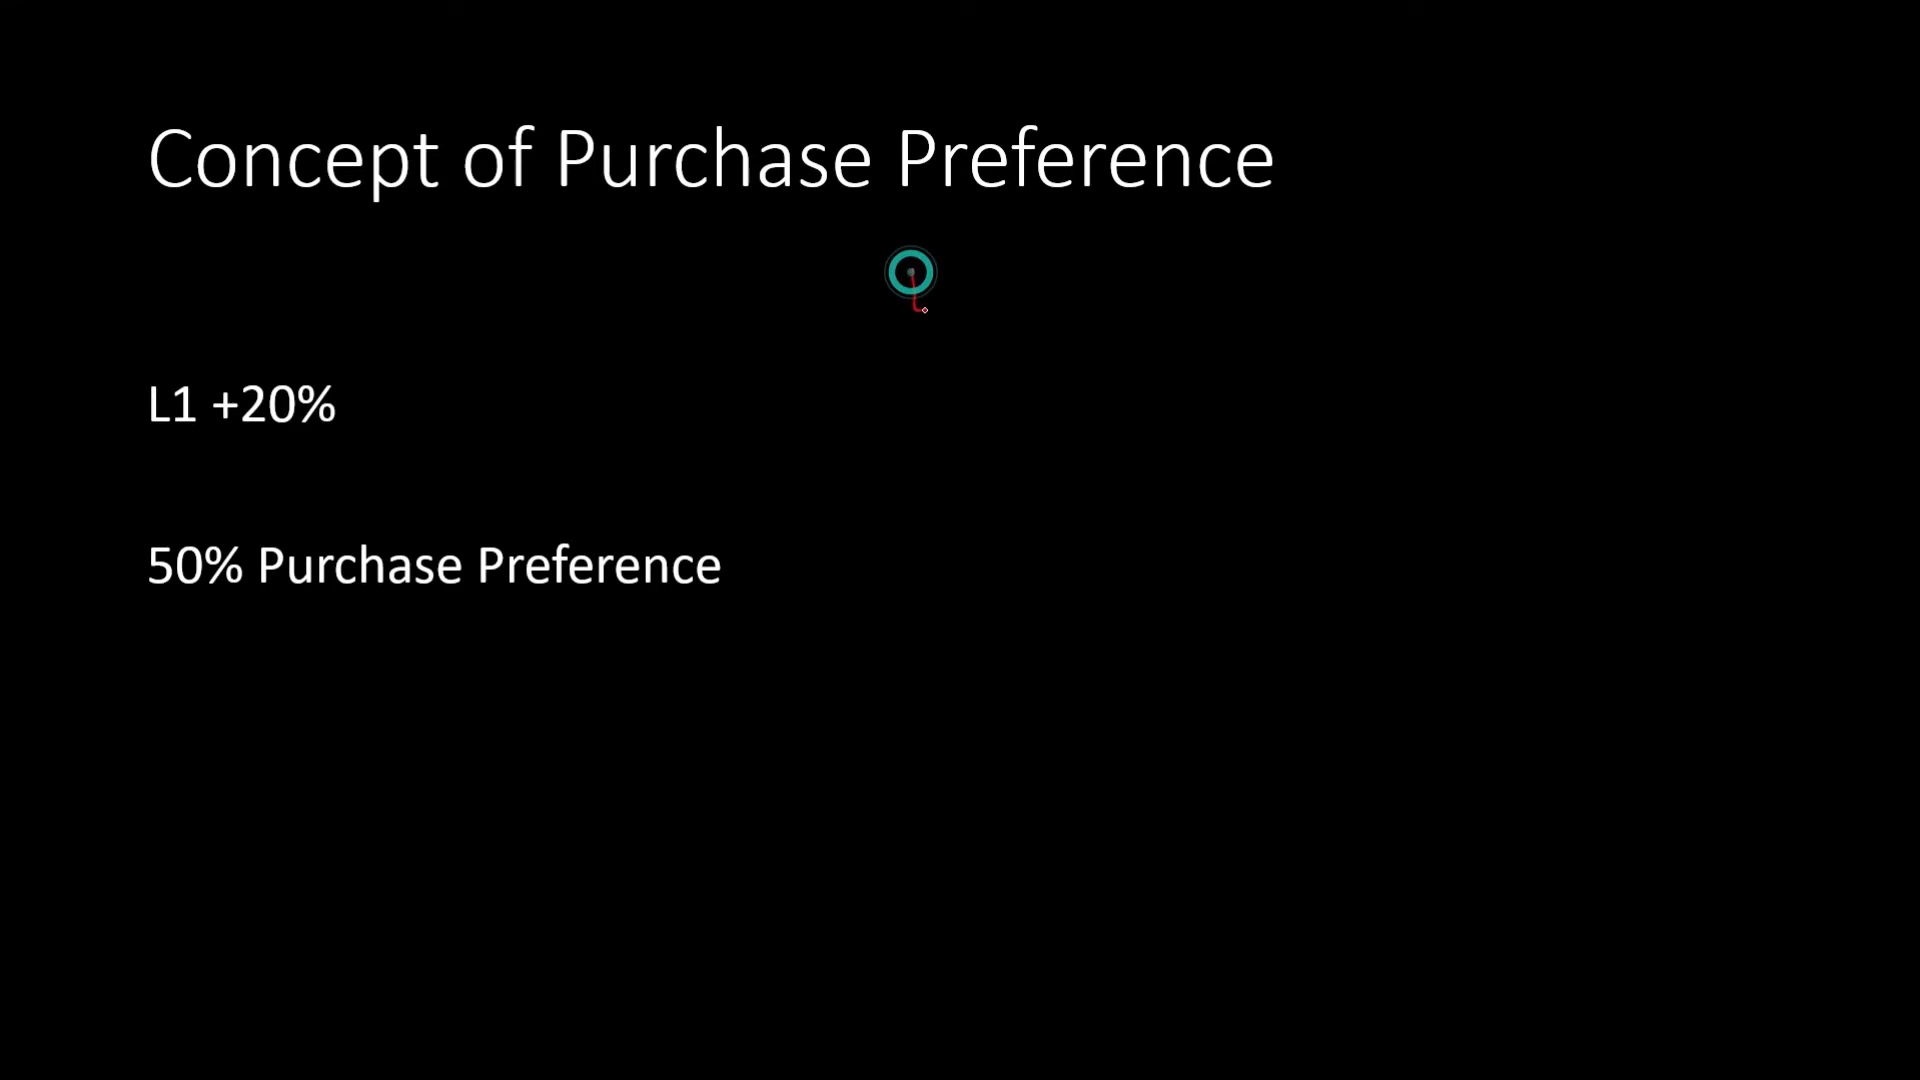 Concept of Purchase Preference
L1 +20%
50% Purchase Preference